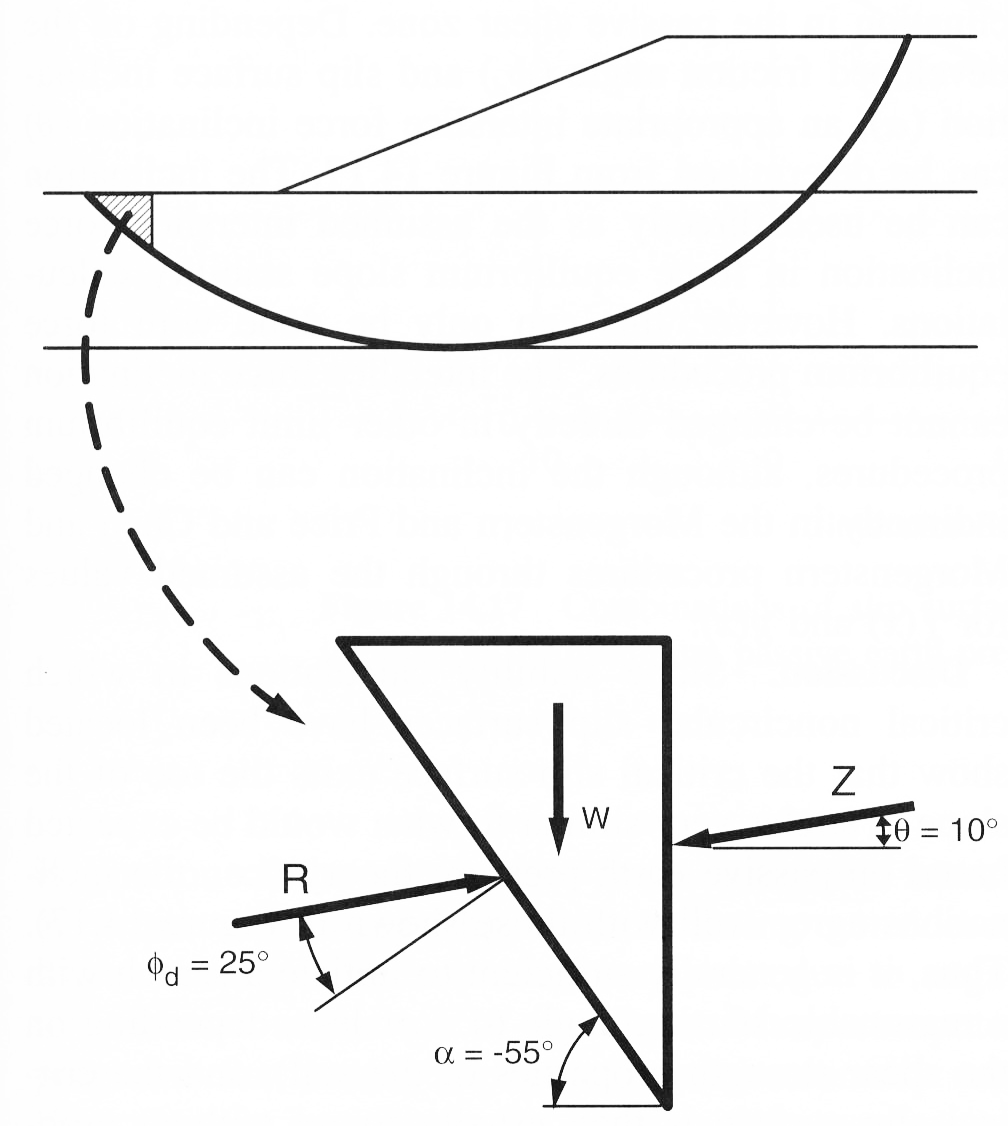 Z
w
θ = 10°
R
ϕd = 25°
α = -55°